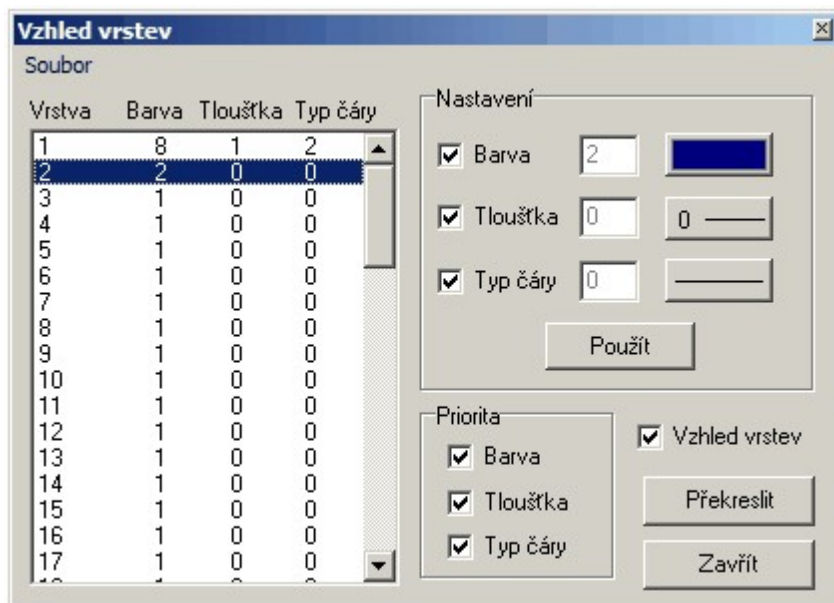 Vzhled vrstev
Soubor
Vrstva Barva Tloušťka Typ čáry
1 8 1 2
2 2 0 0
3 1 0 0
4 1 0 0
5 1 0 0
6 1 0 0
7 1 0 0
8 1 0 0
9 1 0 0
10 1 0 0
11 1 0 0
12 1 0 0
13 1 0 0
14 1 0 0
15 1 0 0
16 1 0 0
17 1 0 0
Nastavení
Barva 2
Tloušťka 0 0
Typ čáry 0
Použít
Priorita
Barva
Tloušťka
Typ čáry
Vzhled vrstev
Překreslit
Zavřít